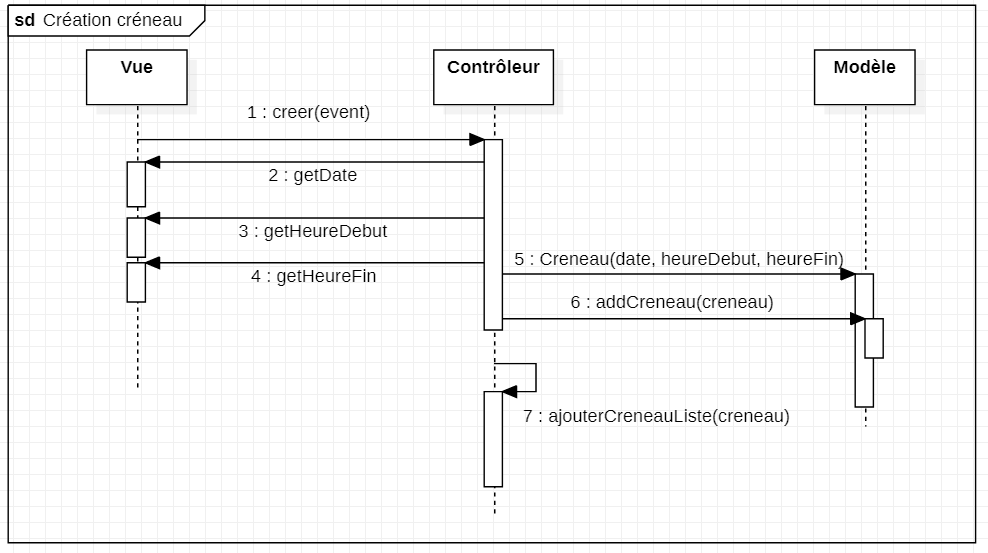 sd Création créneau
Vue
Contrôleur
Modèle
1 : creer(event)
2 : getDate
3 : getHeureDebut
4 : getHeureFin
5 : Creneau(date, heureDebut, heureFin)
6 : addCreneau(creneau)
7 : ajouterCreneauListe(creneau)